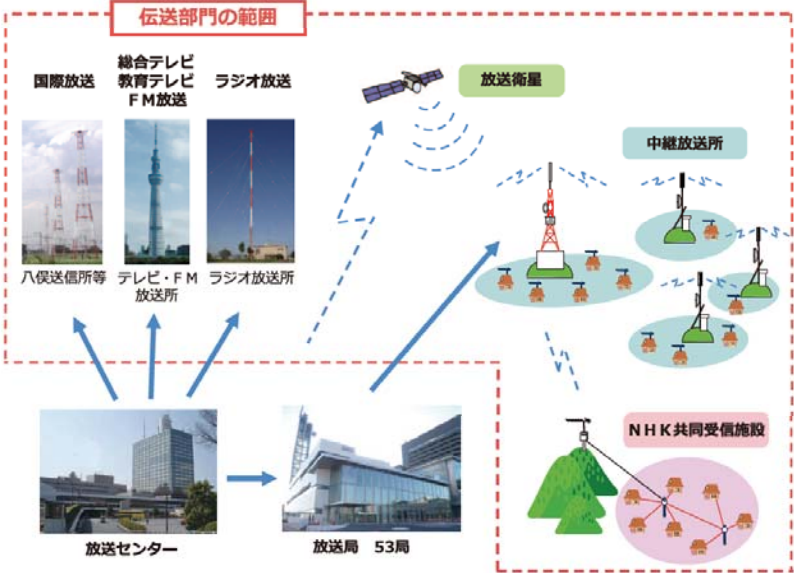 伝送部門の範囲
国際放送
総合テレビ
教育テレビ
FM放送
ラジオ放送
放送衛星
中継放送所
八俣送信所等
テレビ・FM
放送所
ラジオ放送所
NHK共同受信施設
放送センター
放送局　53局